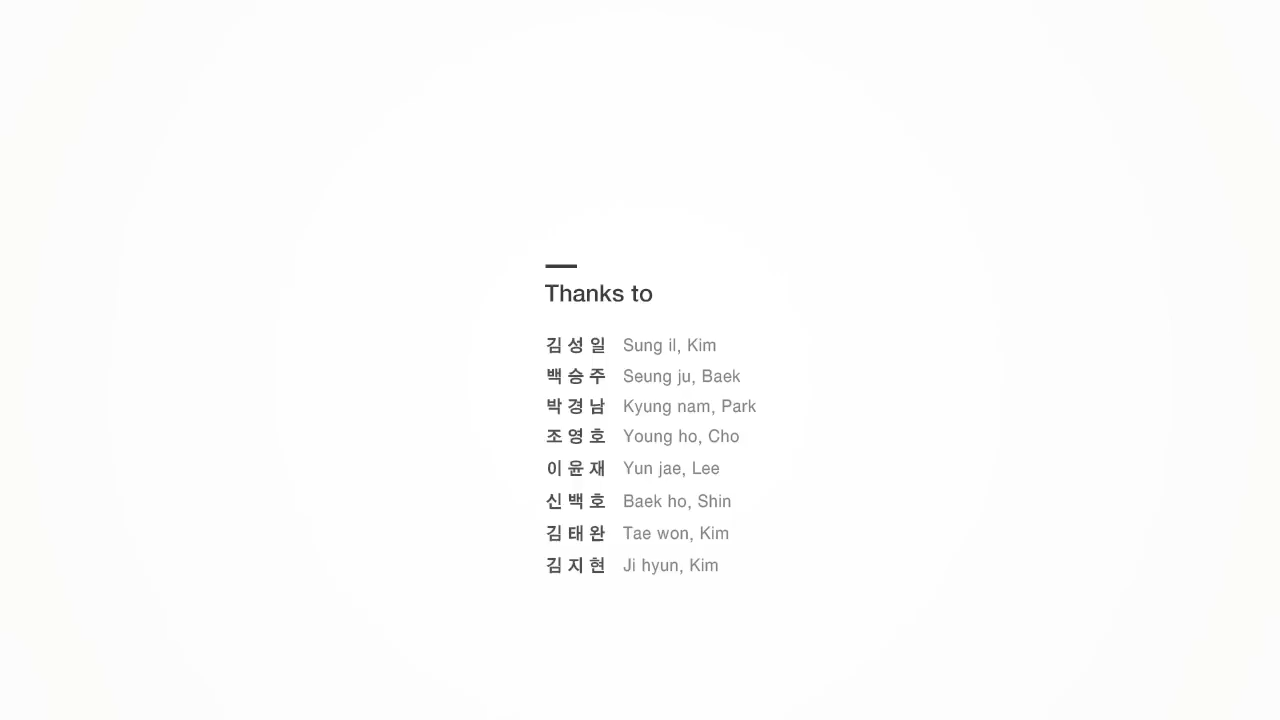 Thanks to
김 성 일 Sung il, Kim
백 승 주 Seung ju, Baek
박 경 남 Kyung nam, Park
조 영 호 Young ho, Cho
이 윤 재 Yun jae, Lee
신 백 호 Baek ho, Shin
김 태 완 Tae won, Kim
김 지 현 Ji hyun, Kim